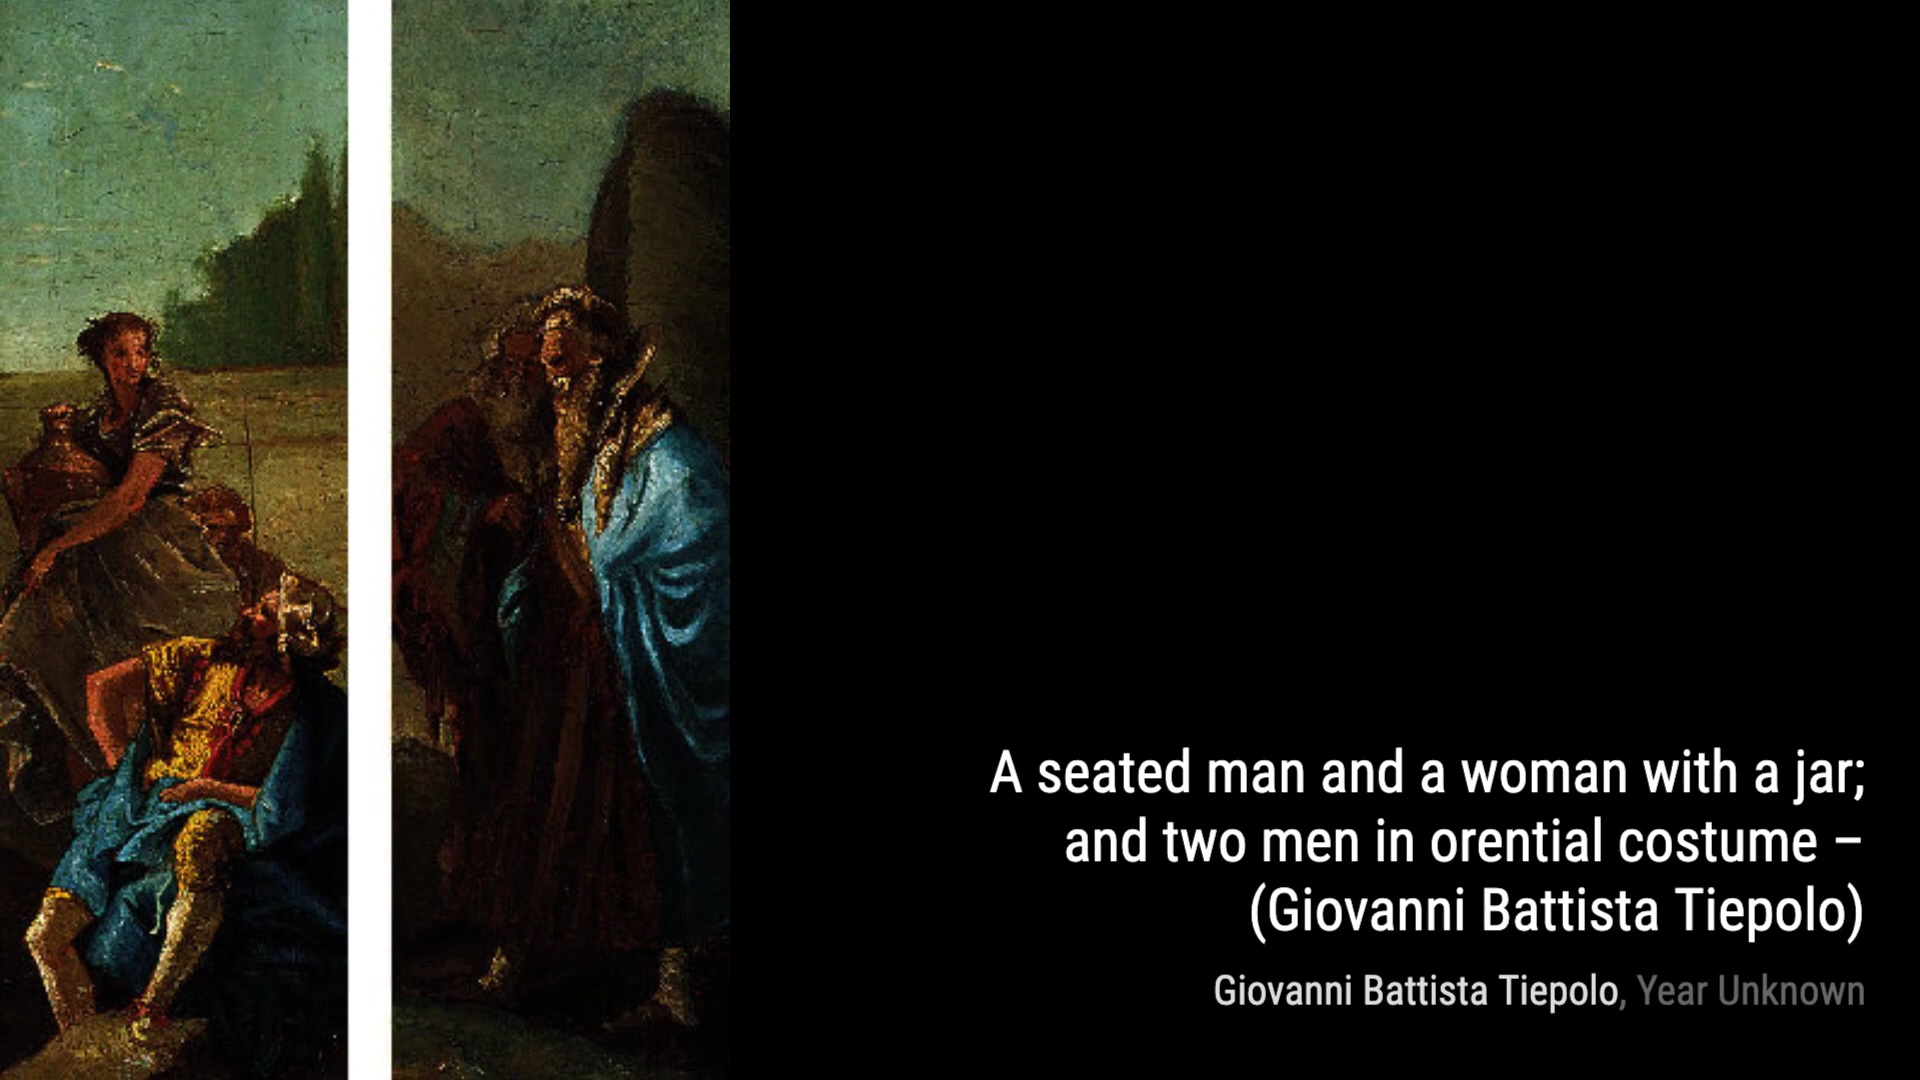 A seated man and a woman with a jar;
and two men in orential costume –
(Giovanni Battista Tiepolo)
Giovanni Battista Tiepolo, Year Unknown